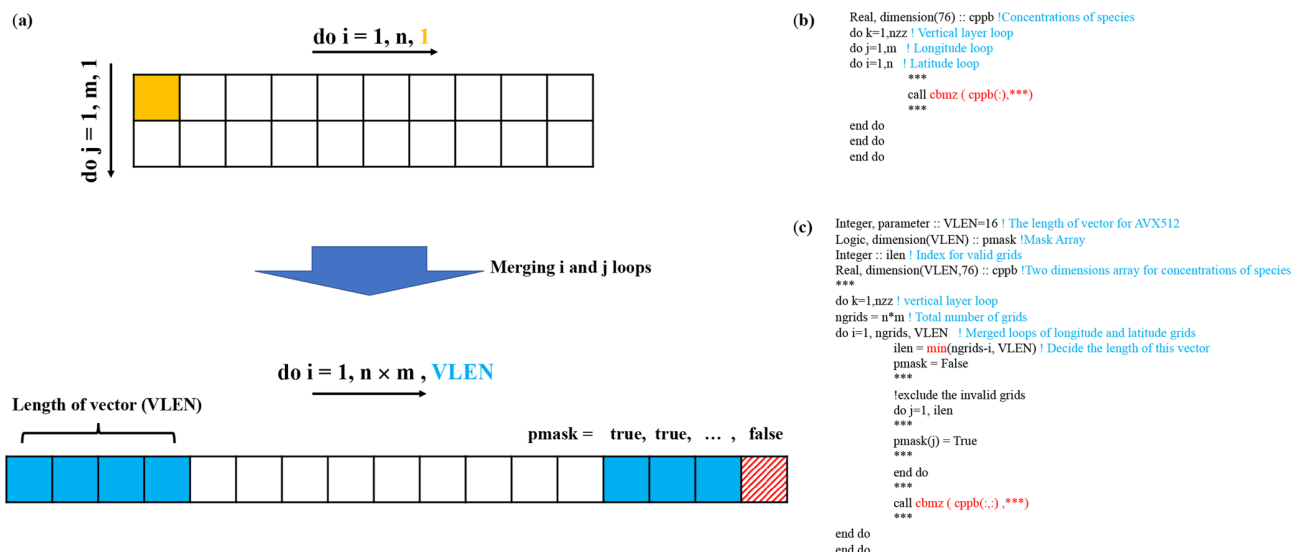 (a)
do i = 1, n, 1
do j = 1, m, 1
Merging i and j loops
do i = 1, n × m , VLEN
Length of vector (VLEN)
pmask = true, true, … , false
(b)
Real, dimension(76) :: cppb !Concentrations of species
do k=1,nzz ! Vertical layer loop
do j=1,m ! Longitude loop
do i=1,n ! Latitude loop
***
call cbmz ( cppb(:),***)
***
end do
end do
end do
(c)
Integer, parameter :: VLEN=16 ! The length of vector for AVX512
Logic, dimension(VLEN) :: pmask !Mask Array
Integer :: ilen ! Index for valid grids
Real, dimension(VLEN,76) :: cppb !Two dimensions array for concentrations of species
***
do k=1,nzz ! vertical layer loop
ngrids = n*m ! Total number of grids
do i=1, ngrids, VLEN ! Merged loops of longitude and latitude grids
ilen = min(ngrids-i, VLEN) ! Decide the length of this vector
pmask = False
***
!exclude the invalid grids
do j=1, ilen
***
pmask(j) = True
***
end do
***
call cbmz ( cppb(:,:) ,***)
***
end do
end do